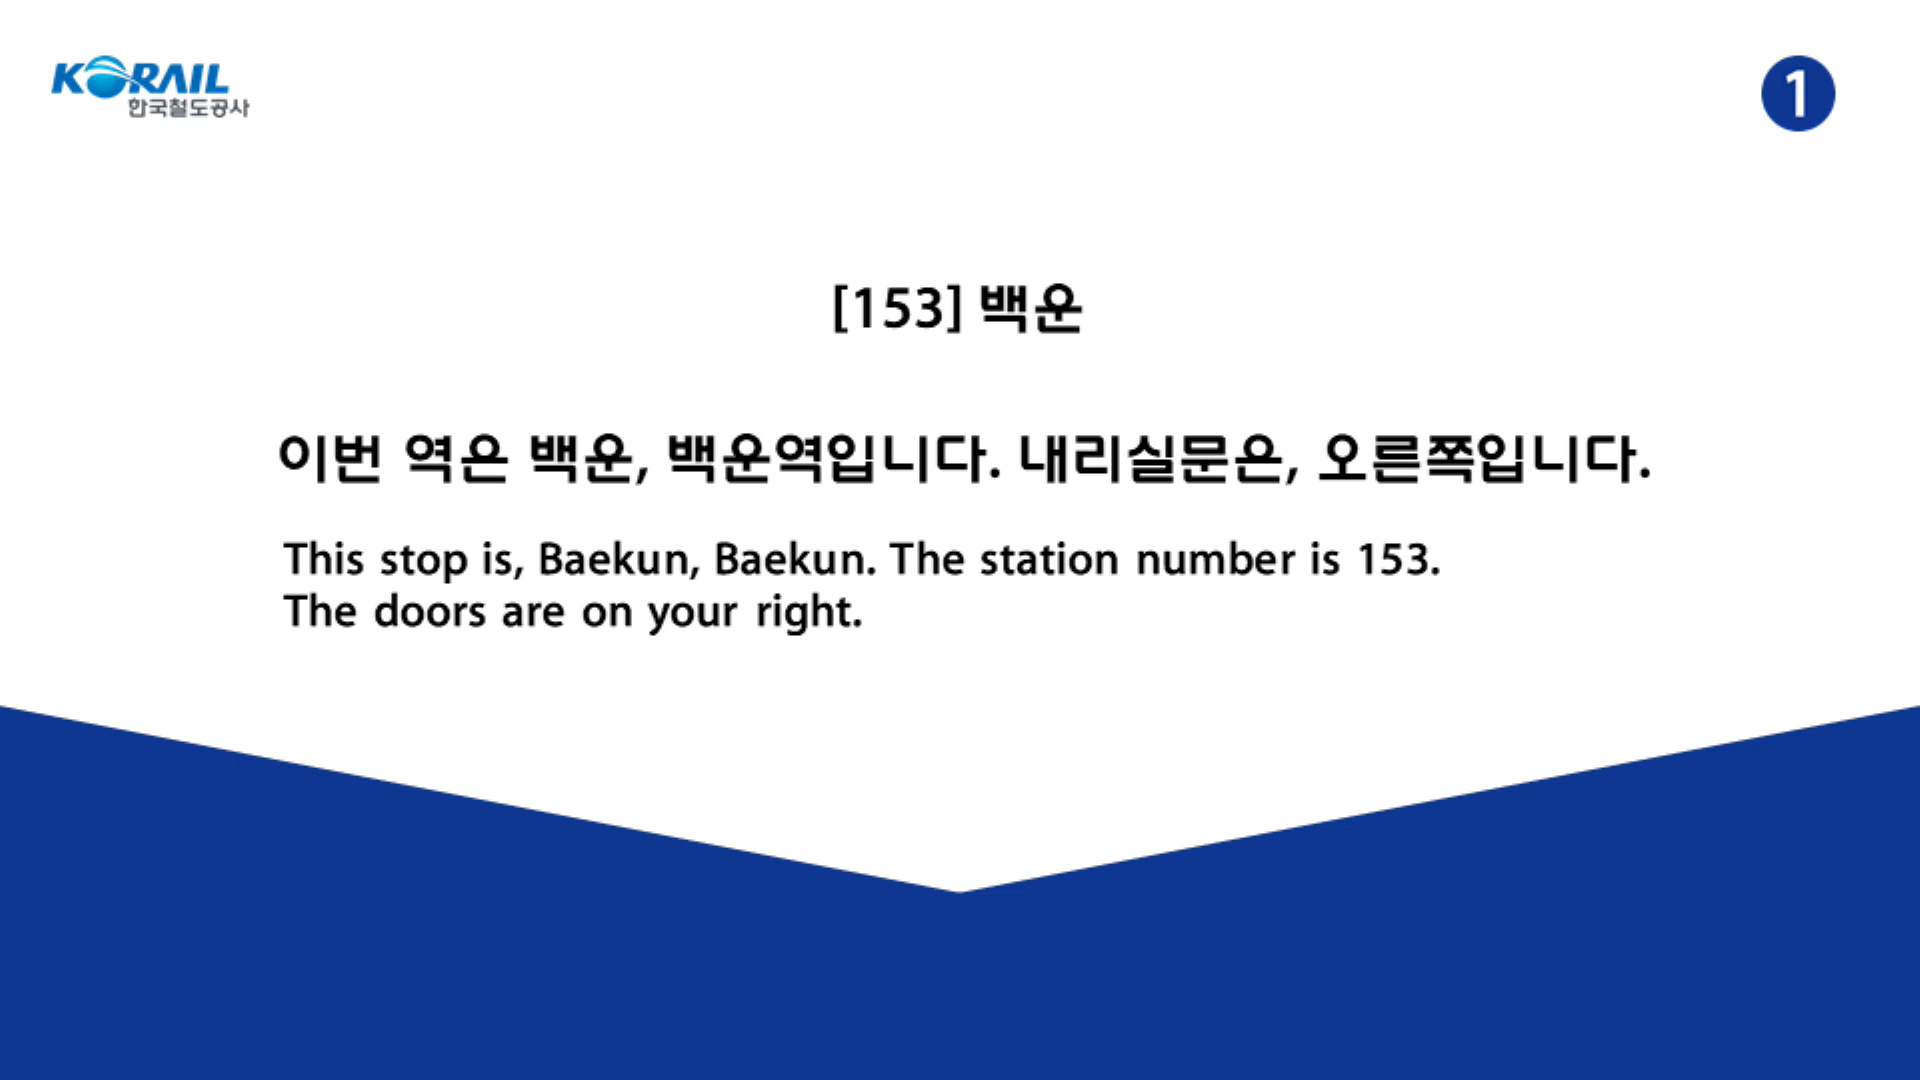 KORAIL
한국철도공사
1
[153] 백운
이번 역은 백운, 백운역입니다. 내리실문은, 오른쪽입니다.
This stop is, Baekun, Baekun. The station number is 153.
The doors are on your right.